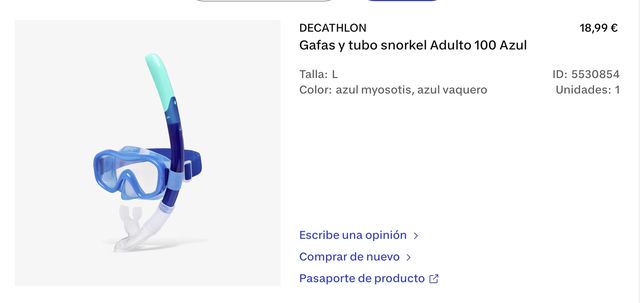 DECATHLON 18,99 €
Gafas y tubo snorkel Adulto 100 Azul
Talla: L ID: 5530854
Color: azul myosotis, azul vaquero Unidades: 1
Escribe una opinión
Comprar de nuevo
Pasaporte de producto